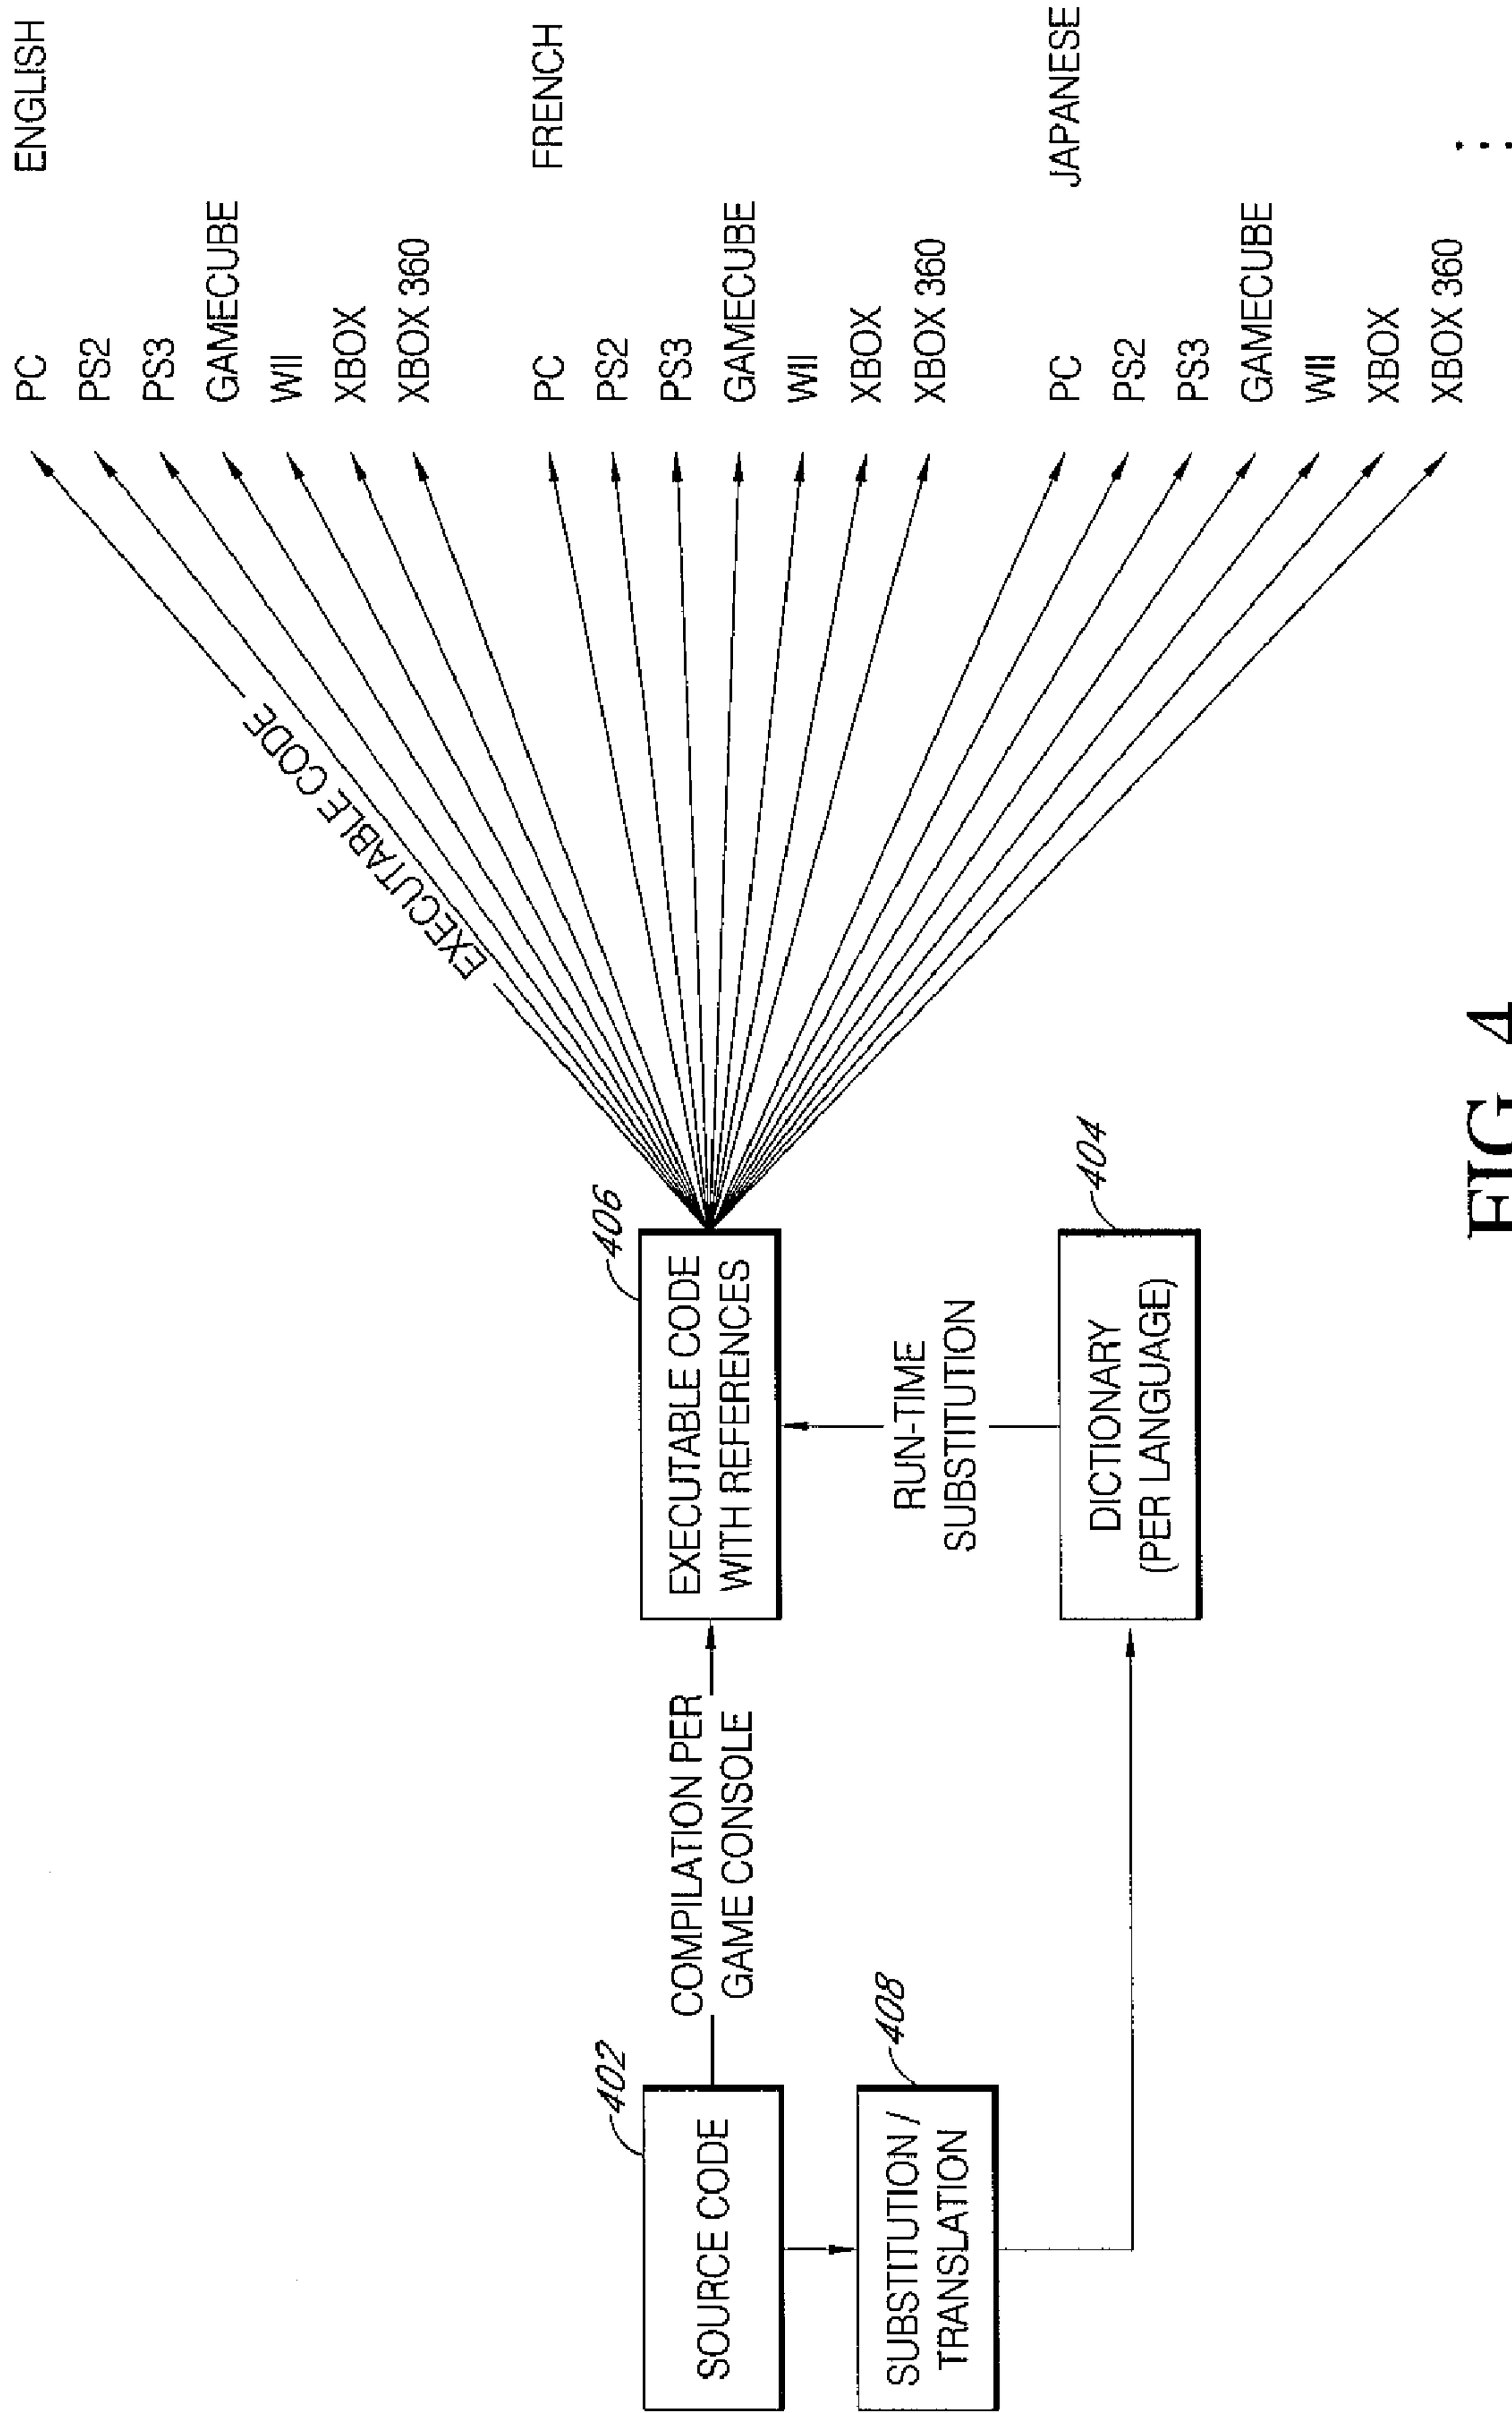 402
SOURCE CODE
408
SUBSTITUTION /
TRANSLATION
COMPILATION PER
GAME CONSOLE
406
EXECUTABLE CODE
WITH REFERENCES
RUN-TIME
SUBSTITUTION
404
DICTIONARY
(PER LANGUAGE)
EXECUTABLE CODE
ENGLISH
PC
PS2
PS3
GAMECUBE
WII
XBOX
XBOX 360
FRENCH
PC
PS2
PS3
GAMECUBE
WII
XBOX
XBOX 360
JAPANESE
PC
PS2
PS3
GAMECUBE
WII
XBOX
XBOX 360
FIG. 4